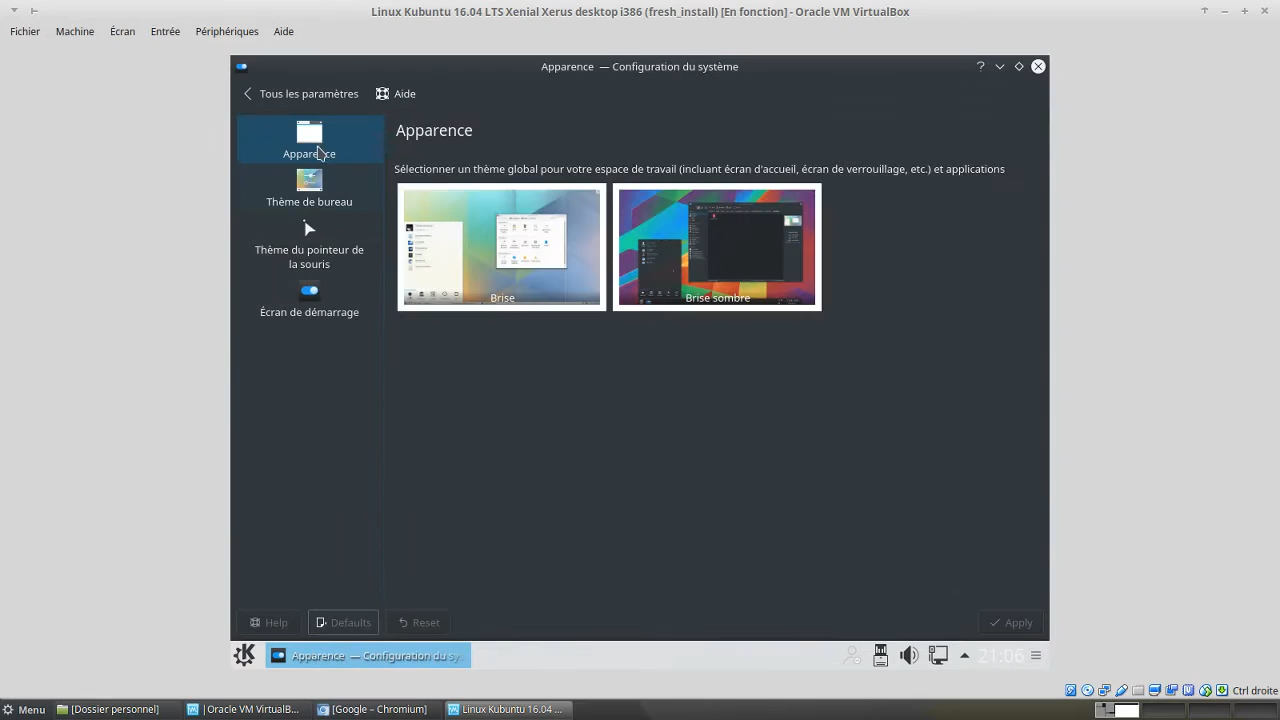 Linux Kubuntu 16.04 LTS Xenial Xerus desktop i386 (fresh_install) [En fonction] - Oracle VM VirtualBox
Fichier Machine Écran Entrée Périphériques Aide
Apparence — Configuration du système
Tous les paramètres Aide
Apparence
Thème de bureau
Thème du pointeur de
la souris
Écran de démarrage
Apparence
Sélectionner un thème global pour votre espace de travail (incluant écran d'accueil, écran de verrouillage, etc.) et applications
Brise
Brise sombre
Help Defaults Reset Apply
Apparence — Configuration du sy
21:06
Ctrl droite
Menu [Dossier personnel] Oracle VM VirtualB... [Google – Chromium] Linux Kubuntu 16.04 ...